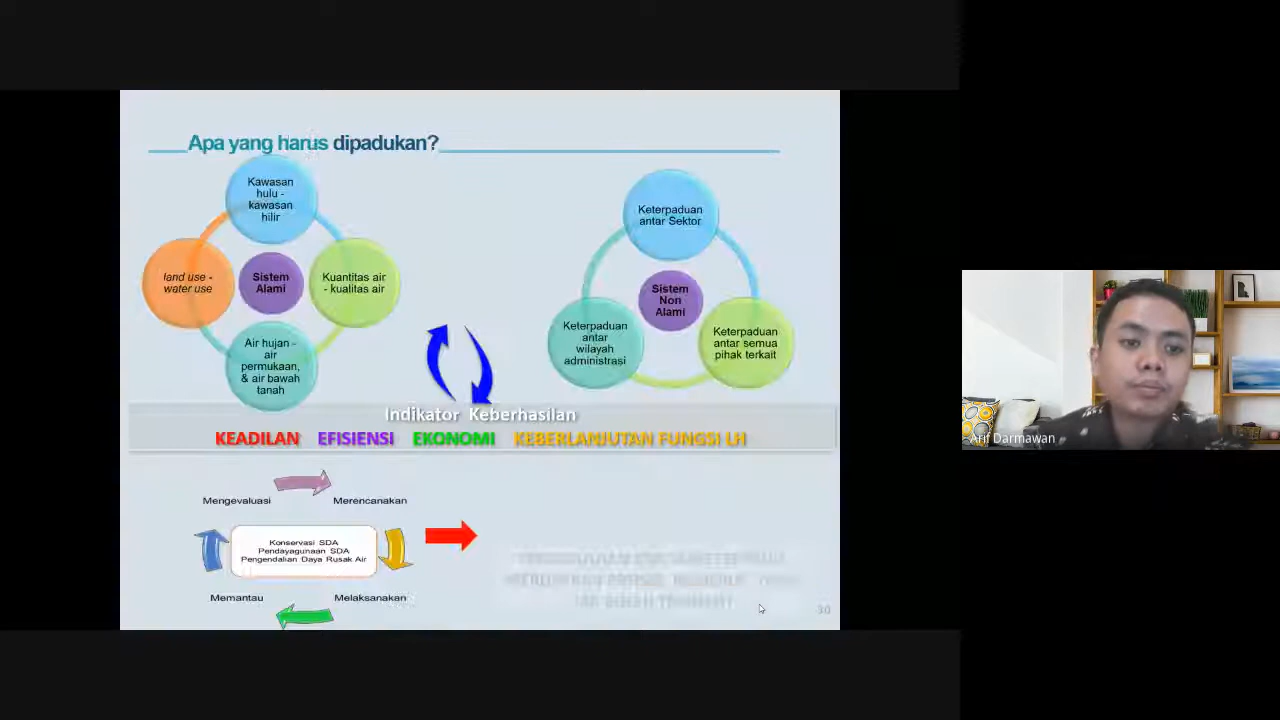 Apa yang harus dipadukan?
Kawasan
hulu -
kawasan
hilir
land use -
water use
Sistem
Alami
Kuantitas air
- kualitas air
Air hujan -
air
permukaan,
& air bawah
tanah
Keterpaduan
antar Sektor
Sistem
Non
Alami
Keterpaduan
antar
wilayah
administrasi
Keterpaduan
antar semua
pihak terkait
Indikator Keberhasilan
KEADILAN EFISIENSI EKONOMI KEBERLANJUTAN FUNGSI LH
Mengevaluasi
Merencanakan
Konservasi SDA
Pendayagunaan SDA
Pengendalian Daya Rusak Air
Memantau
Melaksanakan
30
Arif Darmawan